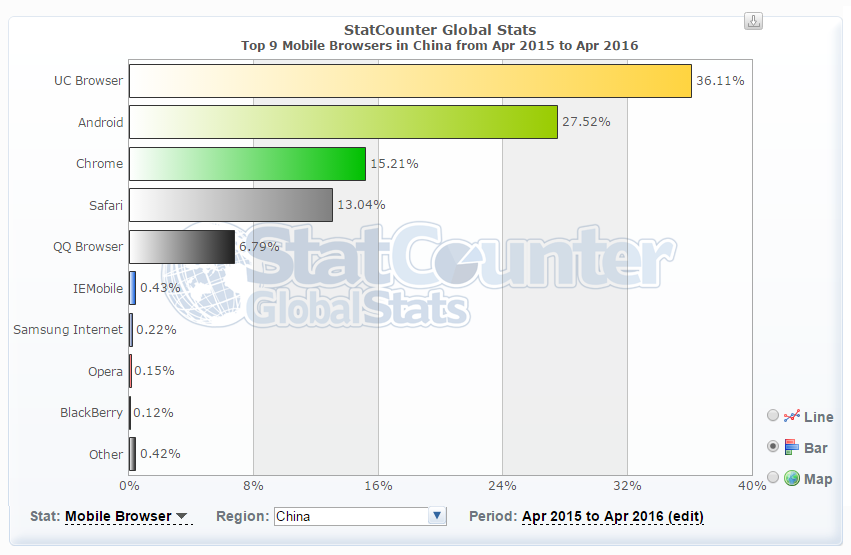 StatCounter Global Stats
Top 9 Mobile Browsers in China from Apr 2015 to Apr 2016
UC Browser 36.11%
Android 27.52%
Chrome 15.21%
Safari 13.04%
QQ Browser 6.79%
IEMobile 0.43%
Samsung Internet 0.22%
Opera 0.15%
BlackBerry 0.12%
Other 0.42%
StatCounter
GlobalStats
0% 8% 16% 24% 32% 40%
Line
Bar
Map
Stat: Mobile Browser Region: China Period: Apr 2015 to Apr 2016 (edit)